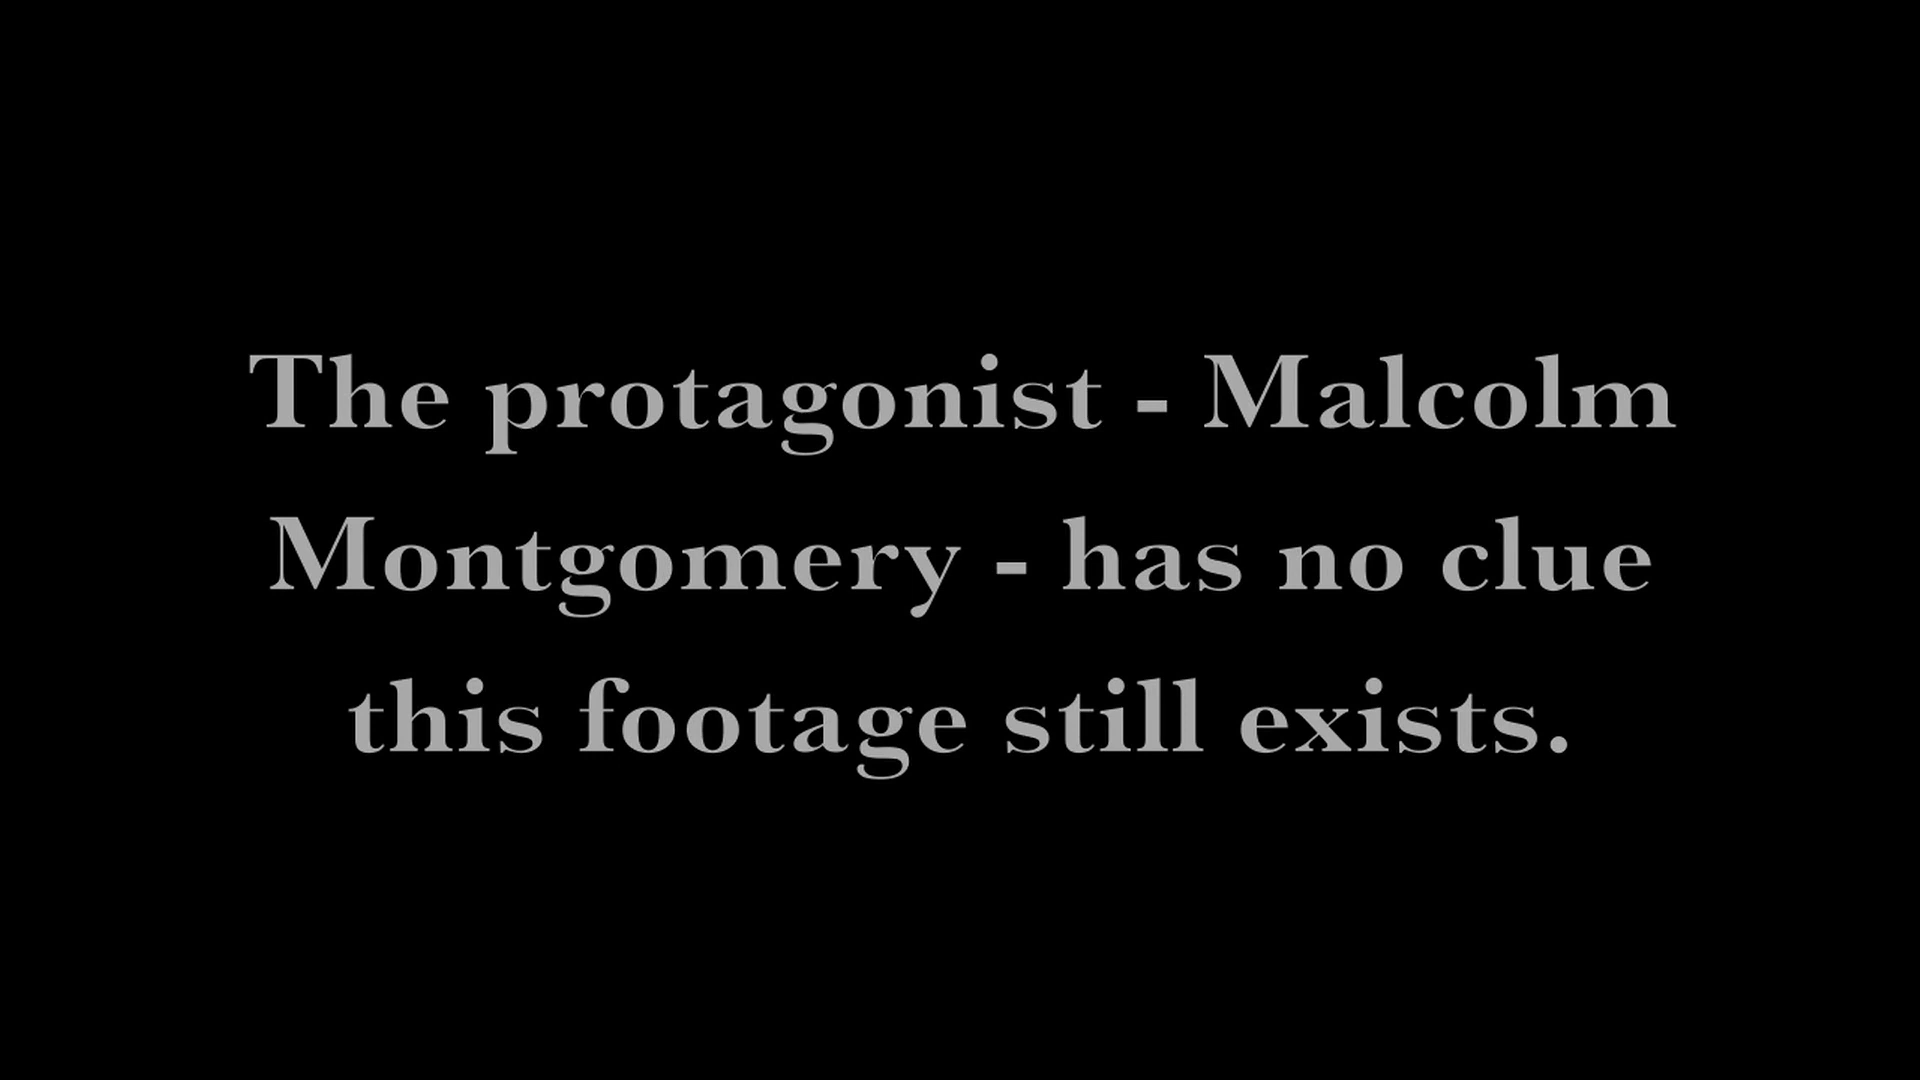 The protagonist - Malcolm
Montgomery - has no clue
this footage still exists.